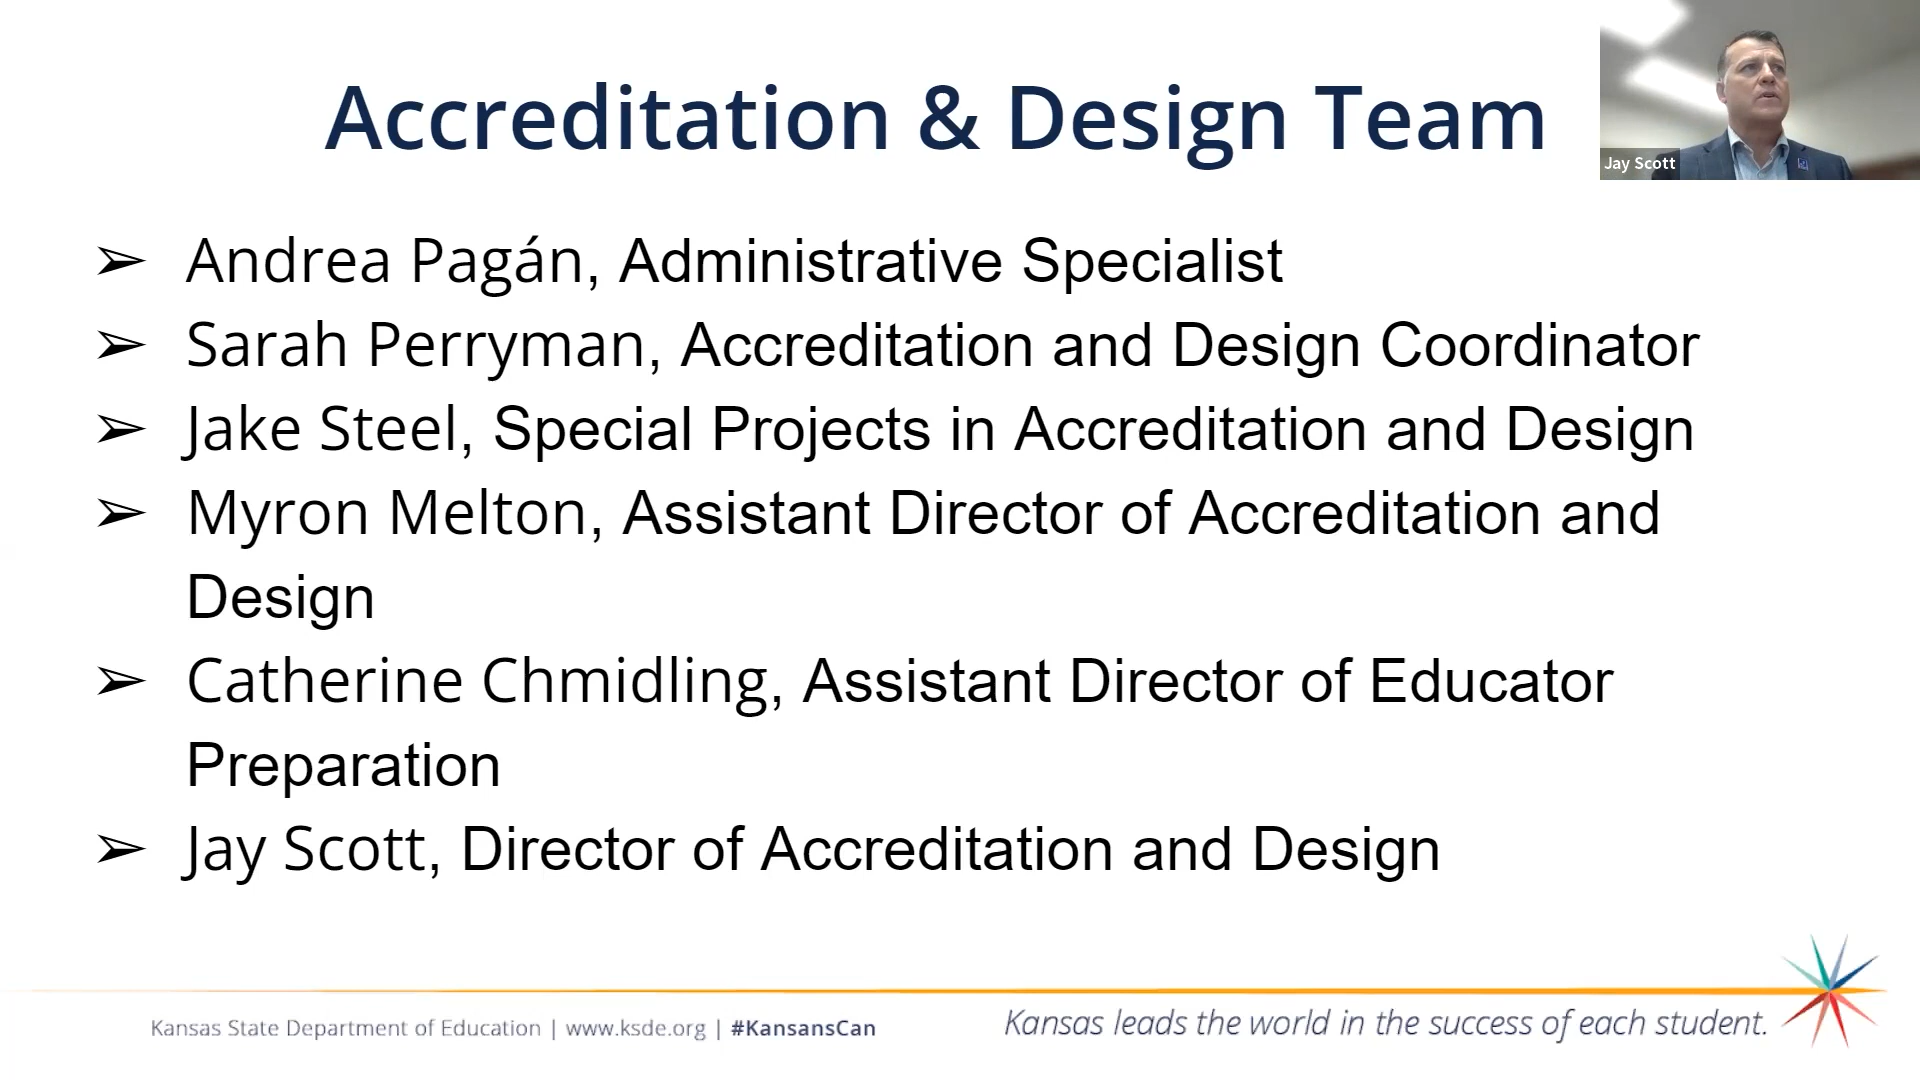 Accreditation & Design Team
Jay Scott
➢ Andrea Pagán, Administrative Specialist
➢ Sarah Perryman, Accreditation and Design Coordinator
➢ Jake Steel, Special Projects in Accreditation and Design
➢ Myron Melton, Assistant Director of Accreditation and
Design
➢ Catherine Chmidling, Assistant Director of Educator
Preparation
➢ Jay Scott, Director of Accreditation and Design
Kansas State Department of Education | www.ksde.org | #KansansCan
Kansas leads the world in the success of each student.